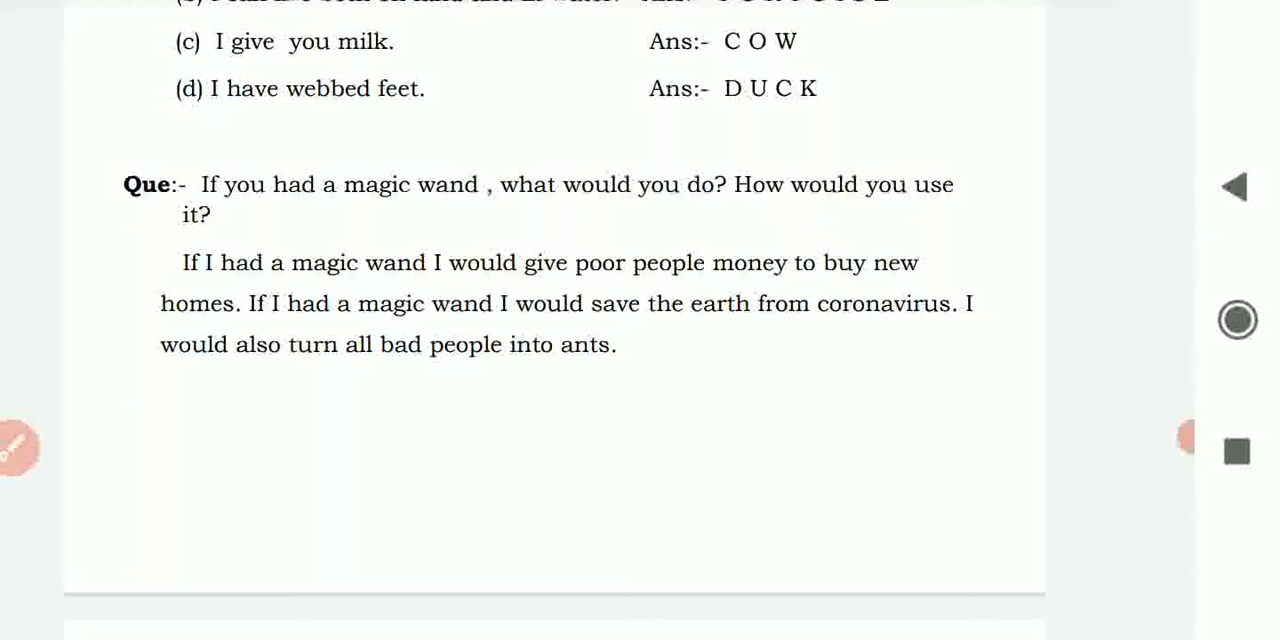 (c) I give you milk. Ans:- C O W
(d) I have webbed feet. Ans:- D U C K
Que:- If you had a magic wand , what would you do? How would you use
it?
If I had a magic wand I would give poor people money to buy new
homes. If I had a magic wand I would save the earth from coronavirus. I
would also turn all bad people into ants.